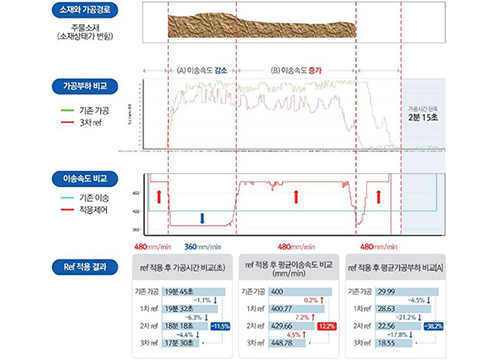 소재와 가공경로
주물소재
(소재상태가 변함)
(A) 이송속도 감소
(B) 이송속도 증가
가공부하 비교
기존 가공
3차 ref
가공시간 단축
2분 15초
이송속도 비교
기존 이송
적응제어
450
400
350
480mm/min
360mm/min
480mm/min
480mm/min
Ref 적용 결과
ref 적용 후 가공시간 비교(초)
기존가공 19분 45초
-1.1%
1차 ref 19분 32초
-6.3%
2차 ref 18분 18초 -11.5%
-4.4%
3차 ref 17분 30초
ref 적용 후 평균이송속도 비교
(mm/min)
기존가공 400
0.2%
1차 ref 400.77
7.2%
2차 ref 429.66 12.2%
4.5%
3차 ref 448.78
ref 적용 후 평균가공부하 비교(A)
기존가공 29.99
-4.5%
1차 ref 28.63
-21.2%
2차 ref 22.56 -38.2%
-17.8%
3차 ref 18.55